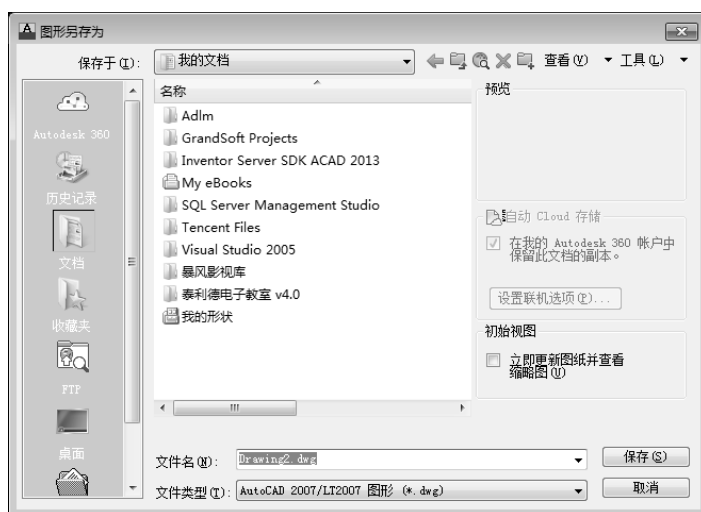 图形另存为
保存于(I):
我的文档
查看(V)
工具(L)
Autodesk 360
历史记录
文档
收藏夹
FTP
桌面
名称
Adlm
GrandSoft Projects
Inventor Server SDK ACAD 2013
My eBooks
SQL Server Management Studio
Tencent Files
Visual Studio 2005
暴风影视库
泰利德电子教室 v4.0
我的形状
预览
自动 Cloud 存储
在我的 Autodesk 360 帐户中
保留此文档的副本。
设置联机选项(P)...
初始视图
立即更新图纸并查看
缩略图(U)
文件名(N):
Drawing2.dwg
保存(S)
文件类型(T):
AutoCAD 2007/LT2007 图形 (*.dwg)
取消